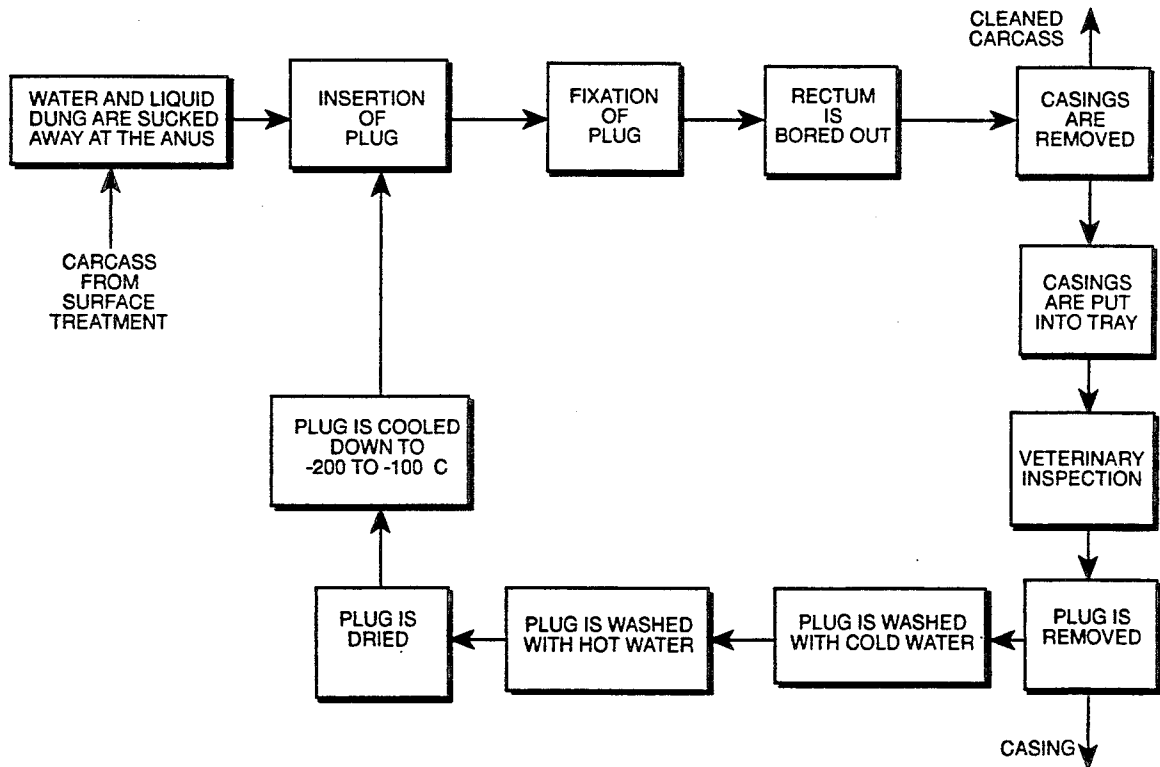 CLEANED
CARCASS
WATER AND LIQUID
DUNG ARE SUCKED
AWAY AT THE ANUS
INSERTION
OF
PLUG
FIXATION
OF
PLUG
RECTUM
IS
BORED OUT
CASINGS
ARE
REMOVED
CARCASS
FROM
SURFACE
TREATMENT
CASINGS
ARE PUT
INTO TRAY
PLUG IS COOLED
DOWN TO
-200 TO -100 C
VETERINARY
INSPECTION
PLUG IS
DRIED
PLUG IS WASHED
WITH HOT WATER
PLUG IS WASHED
WITH COLD WATER
PLUG IS
REMOVED
CASING